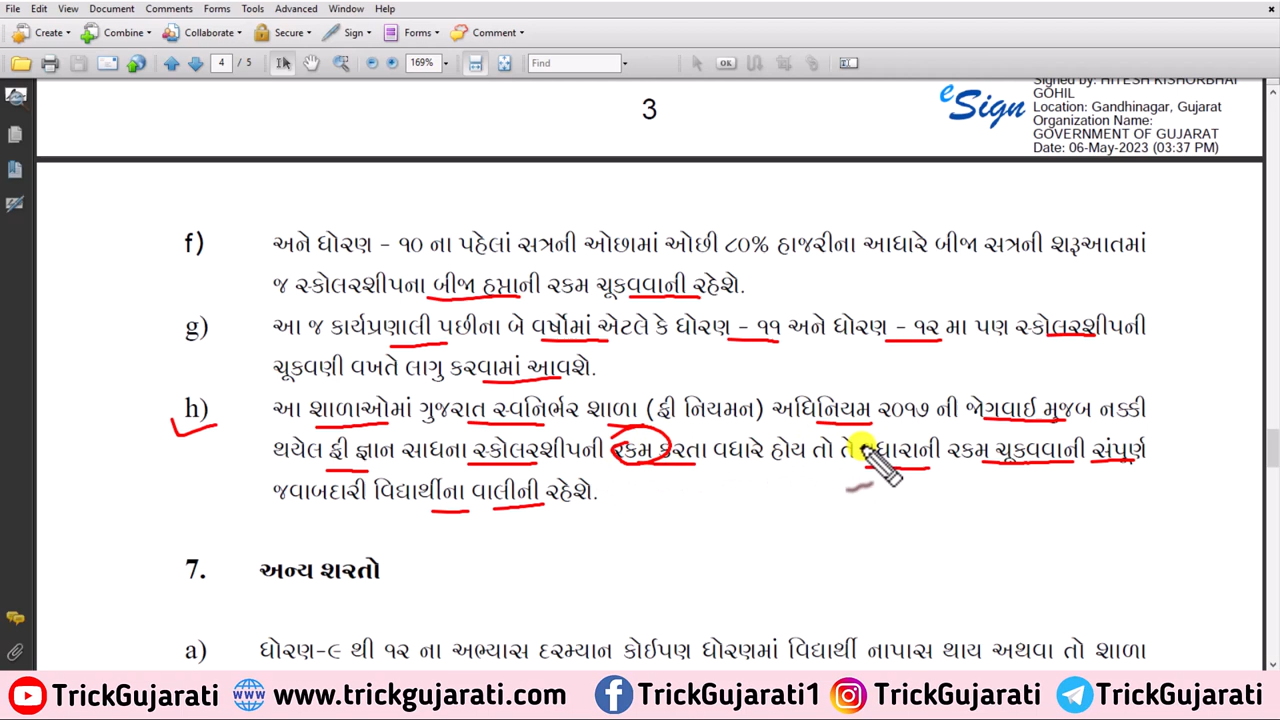 File Edit View Document Comments Forms Tools Advanced Window Help
Create Combine Collaborate Secure Sign Forms Comment
4 / 5 169% Find
3
eSign
Signed by: HITESH KISHORBHAI
GOHIL
Location: Gandhinagar, Gujarat
Organization Name:
GOVERNMENT OF GUJARAT
Date: 06-May-2023 (03:37 PM)
f) અને ધોરણ - ૧૦ ના પહેલાં સત્રની ઓછામાં ઓછી ૮૦% હાજરીના આધારે બીજા સત્રની શરૂઆતમાં
જ સ્કોલરશીપના બીજા હપ્તાની રકમ ચૂકવવાની રહેશે.
g) આ જ કાર્યપ્રણાલી પછીના બે વર્ષોમાં એટલે કે ધોરણ - ૧૧ અને ધોરણ - ૧૨ મા પણ સ્કોલરશીપની
ચૂકવણી વખતે લાગુ કરવામાં આવશે.
h) આ શાળાઓમાં ગુજરાત સ્વનિર્ભર શાળા (ફી નિયમન) અધિનિયમ ૨૦૧૭ ની જોગવાઈ મુજબ નક્કી
થયેલ ફી જ્ઞાન સાધના સ્કોલરશીપની રકમ કરતા વધારે હોય તો તે વધારાની રકમ ચૂકવવાની સંપૂર્ણ
જવાબદારી વિદ્યાર્થીના વાલીની રહેશે.
7. અન્ય શરતો
a) ધોરણ-૯ થી ૧૨ ના અભ્યાસ દરમ્યાન કોઈપણ ધોરણમાં વિદ્યાર્થી નાપાસ થાય અથવા તો શાળા
TrickGujarati www.trickgujarati.com TrickGujarati1 TrickGujarati TrickGujarati